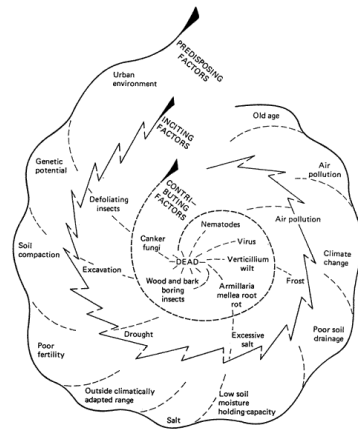 PREDISPOSING
FACTORS
Urban
environment
INCITING
FACTORS
Old age
Genetic
potential
CONTRI-
BUTING
FACTORS
Air
pollution
Defoliating
insects
Nematodes
Air pollution
Canker
fungi
Virus
Soil
compaction
DEAD
Verticillium
wilt
Climate
change
Excavation
Wood and bark
boring
insects
Armillaria
mellea root
rot
Frost
Drought
Excessive
salt
Poor soil
drainage
Poor
fertility
Outside climatically
adapted range
Low soil
moisture
holding-capacity
Salt